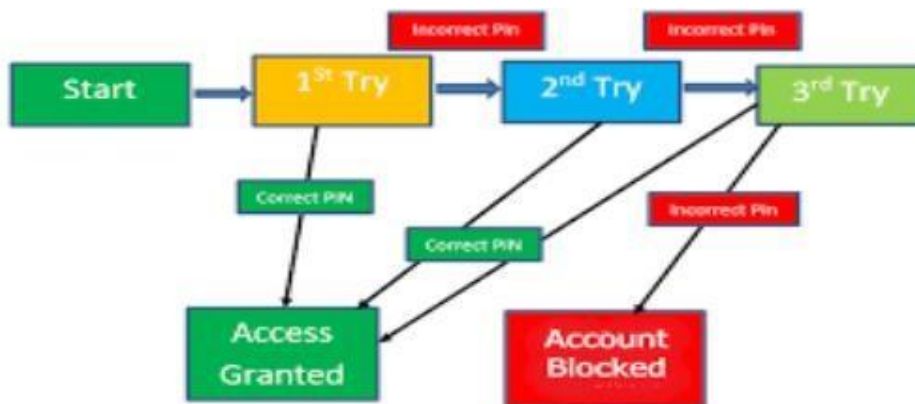 Incorrect Pin
Incorrect Pin
Start
1St Try
2nd Try
3rd Try
Correct PIN
Incorrect Pin
Correct PIN
Access
Granted
Account
Blocked